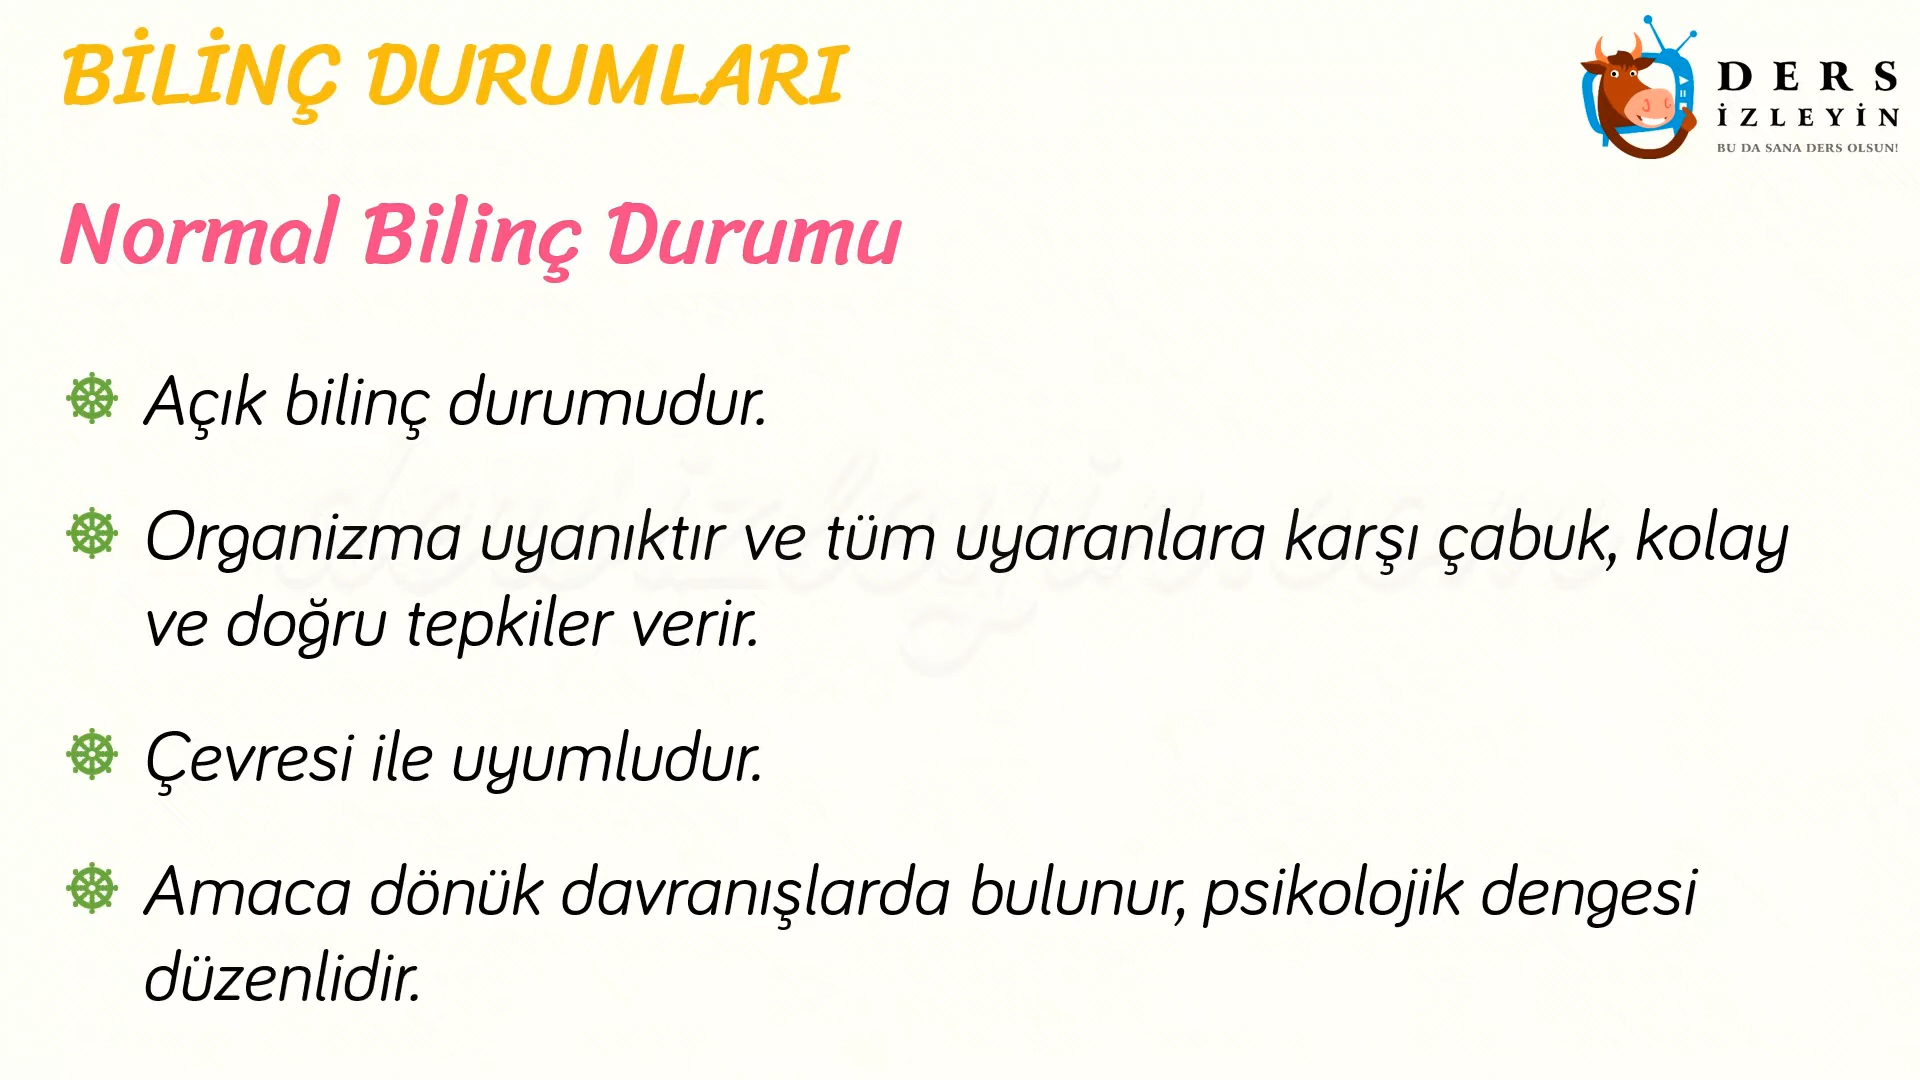 BİLİNÇ DURUMLARI
DERS
İZLEYİN
BU DA SANA DERS OLSUN!
Normal Bilinç Durumu
Açık bilinç durumudur.
Organizma uyanıktır ve tüm uyaranlara karşı çabuk, kolay
ve doğru tepkiler verir.
Çevresi ile uyumludur.
Amaca dönük davranışlarda bulunur, psikolojik dengesi
düzenlidir.
dersizleyin.com